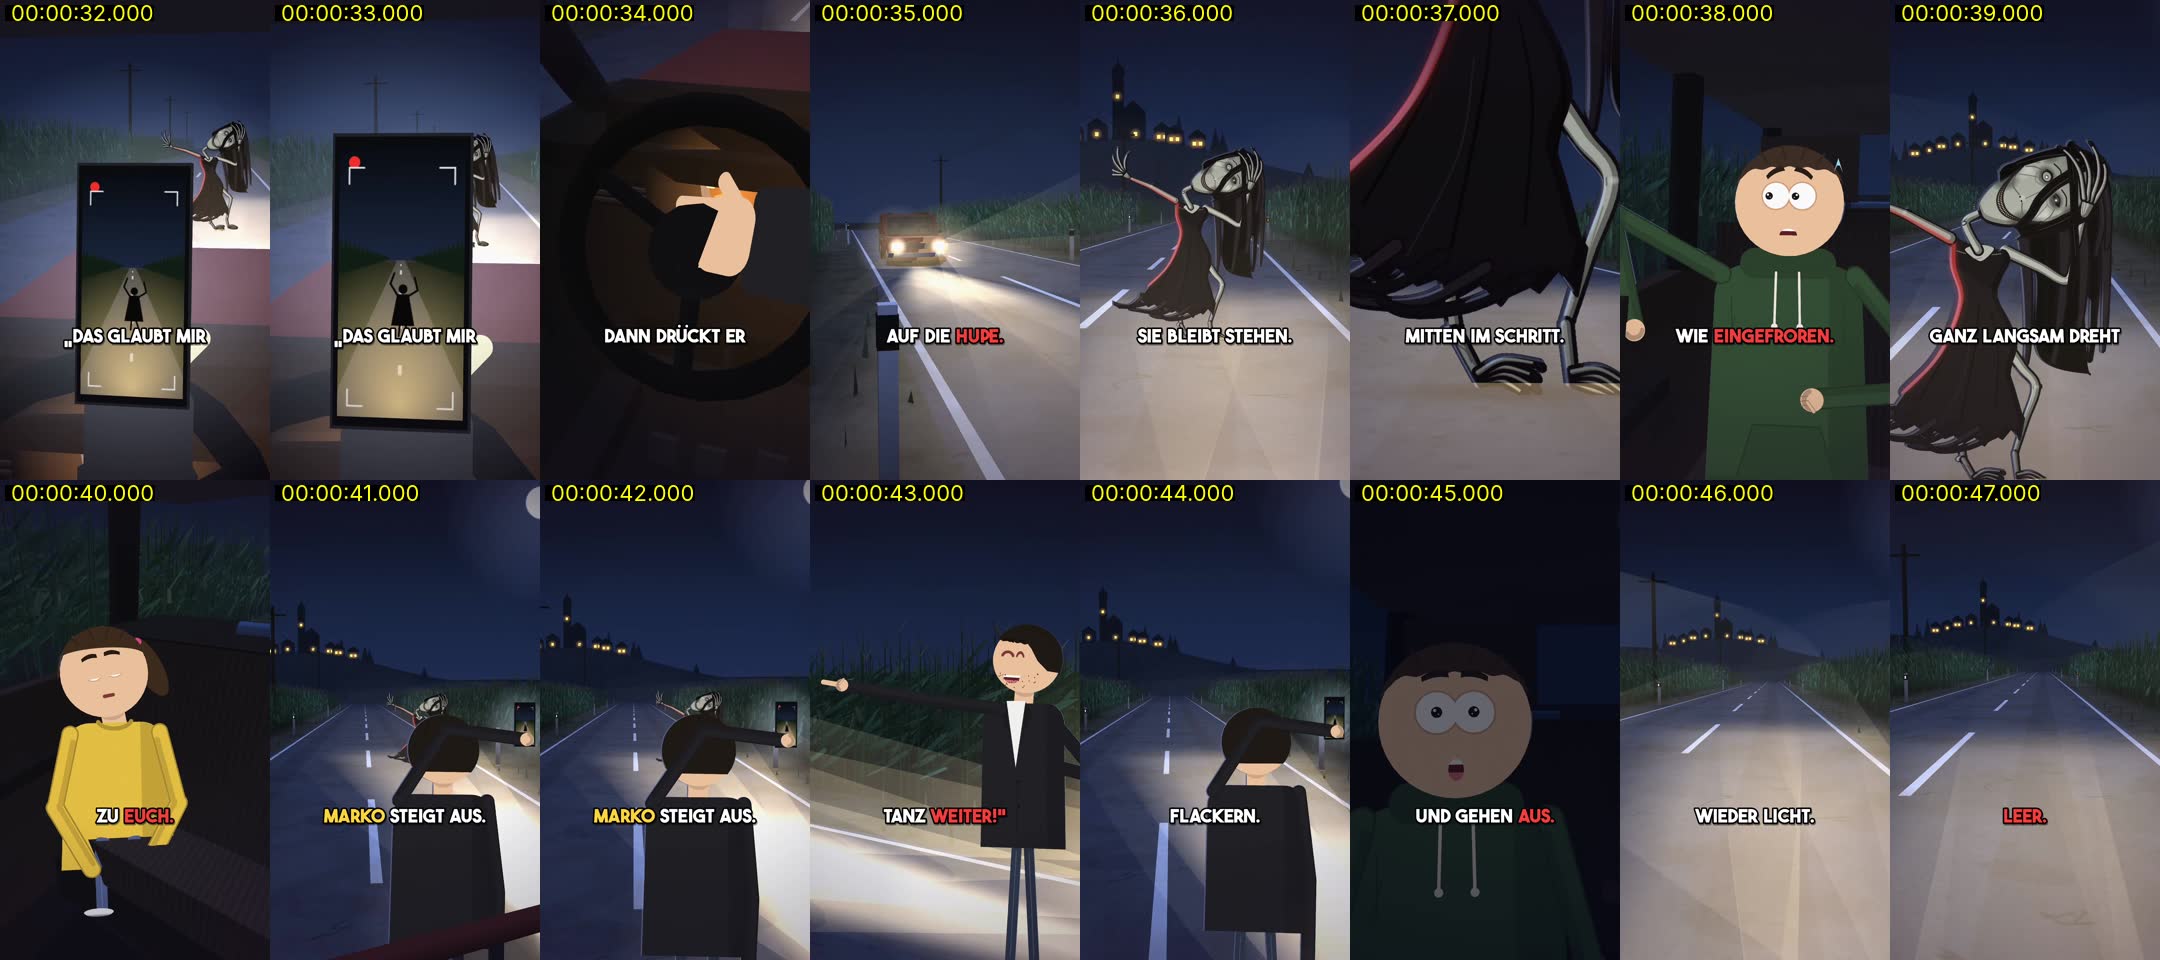 00:00:32.000
„DAS GLAUBT MIR
00:00:33.000
„DAS GLAUBT MIR
00:00:34.000
DANN DRÜCKT ER
00:00:35.000
AUF DIE HUPE.
00:00:36.000
SIE BLEIBT STEHEN.
00:00:37.000
MITTEN IM SCHRITT.
00:00:38.000
WIE EINGEFROREN.
00:00:39.000
GANZ LANGSAM DREHT
00:00:40.000
ZU EUCH.
00:00:41.000
MARKO STEIGT AUS.
00:00:42.000
MARKO STEIGT AUS.
00:00:43.000
TANZ WEITER!"
00:00:44.000
FLACKERN.
00:00:45.000
UND GEHEN AUS.
00:00:46.000
WIEDER LICHT.
00:00:47.000
LEER.